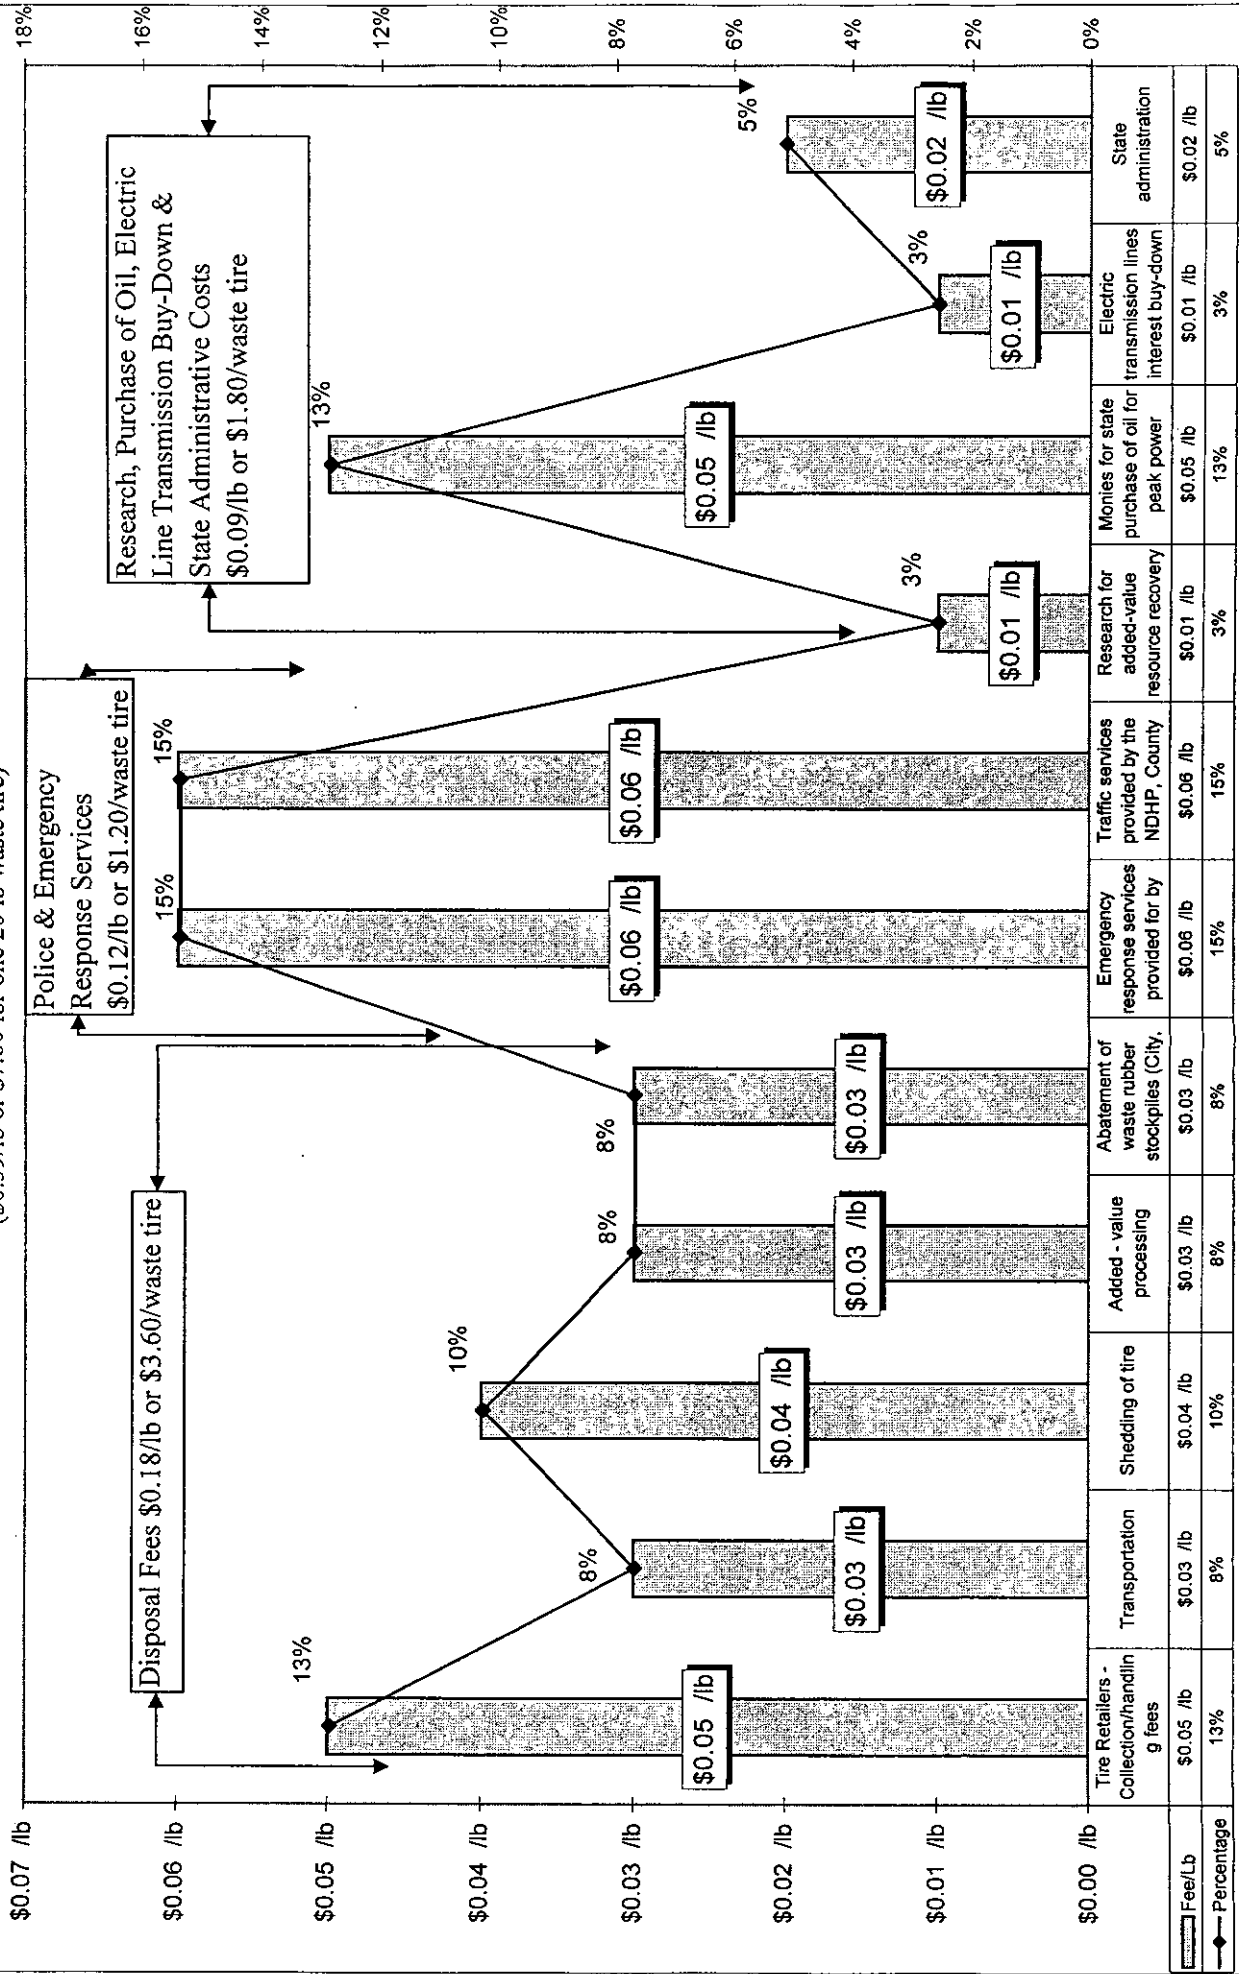 $0.07 /lb
$0.06 /lb
$0.05 /lb
$0.04 /lb
$0.03 /lb
$0.02 /lb
$0.01 /lb
$0.00 /lb
18%
16%
14%
12%
10%
8%
6%
4%
2%
0%
Disposal Fees $0.18/lb or $3.60/waste tire
Police & Emergency
Response Services
$0.12/lb or $1.20/waste tire
Research, Purchase of Oil, Electric
Line Transmission Buy-Down &
State Administrative Costs
$0.09/lb or $1.80/waste tire
13%
8%
10%
8%
8%
15%
15%
3%
13%
3%
5%
$0.05 /lb
$0.03 /lb
$0.04 /lb
$0.03 /lb
$0.03 /lb
$0.06 /lb
$0.06 /lb
$0.01 /lb
$0.05 /lb
$0.01 /lb
$0.02 /lb
Tire Retailers -
Collection/handlin
g fees
Transportation
Shedding of tire
Added - value
processing
Abatement of
waste rubber
stockpiles (City,
Emergency
response services
provided for by
Traffic services
provided by the
NDHP, County
Research for
added-value
resource recovery
Monies for state
purchase of oil for
peak power
Electric
transmission lines
interest buy-down
State
administration
Fee/Lb $0.05 /lb $0.03 /lb $0.04 /lb $0.03 /lb $0.03 /lb $0.06 /lb $0.06 /lb $0.01 /lb $0.05 /lb $0.01 /lb $0.02 /lb
Percentage 13% 8% 10% 8% 8% 15% 15% 3% 13% 3% 5%